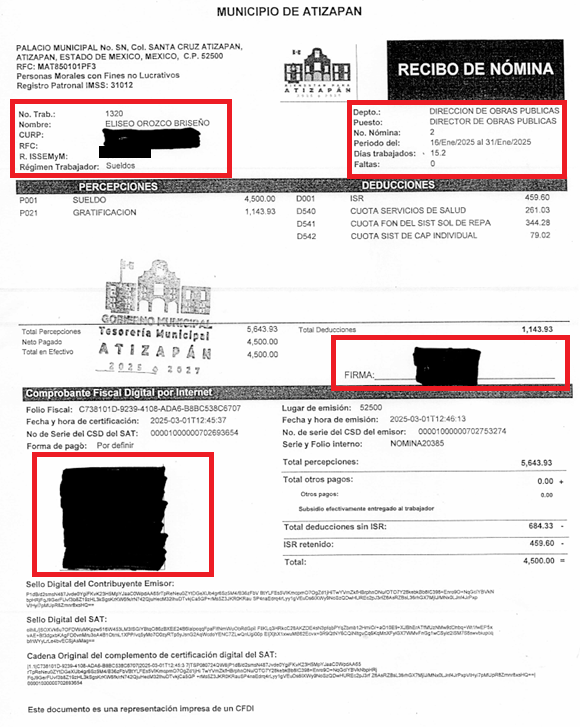 MUNICIPIO DE ATIZAPAN
PALACIO MUNICIPAL No. SN, Col. SANTA CRUZ ATIZAPAN,
ATIZAPAN, ESTADO DE MEXICO, MEXICO, C.P. 52500
RFC: MAT850101PF3
Personas Morales con Fines no Lucrativos
Registro Patronal IMSS: 31012
ATIZAPÁN
RECIBO DE NÓMINA
No. Trab.: 1320
Nombre: ELISEO OROZCO BRISEÑO
CURP:
RFC:
R. ISSEMyM:
Régimen Trabajador: Sueldos
Depto.: DIRECCION DE OBRAS PUBLICAS
Puesto: DIRECTOR DE OBRAS PUBLICAS
No. Nómina: 2
Periodo del: 16/Ene/2025 al 31/Ene/2025
Dias trabajados: 15.2
Faltas: 0
PERCEPCIONES DEDUCCIONES
P001 SUELDO 4,500.00 D001 ISR 459.60
P021 GRATIFICACION 1,143.93 D540 CUOTA SERVICIOS DE SALUD 261.03
D541 CUOTA FON DEL SIST SOL DE REPA 344.28
D542 CUOTA SIST DE CAP INDIVIDUAL 79.02
GOBIERNO MUNICIPAL
Tesorería Municipal
ATIZAPÁN
2025 2027
Total Percepciones 5,643.93 Total Deducciones 1,143.93
Neto Pagado 4,500.00
Total en Efectivo 4,500.00
FIRMA:
Comprobante Fiscal Digital por Internet
Folio Fiscal: C738101D-9239-4108-ADA6-B8BC538C6707
Fecha y hora de certificación: 2025-03-01T12:45:37
No de Serie del CSD del SAT: 00001000000702693654
Forma de pago: Por definir
Lugar de emisión: 52500
Fecha y hora de emisión: 2025-03-01T12:46:13
No. de serie del CSD del emisor: 00001000000702753274
Serie y Folio interno: NOMINA20385
Total percepciones: 5,643.93
Total otros pagos: 0.00 +
Otros pagos: 0.00
Subsidio efectivamente entregado al trabajador
Total deducciones sin ISR: 684.33 -
ISR retenido: 459.60 -
Total: 4,500.00 =
Sello Digital del Contribuyente Emisor:
Sello Digital del SAT:
Cadena Original del complemento de certificación digital del SAT:
Este documento es una representación impresa de un CFDI